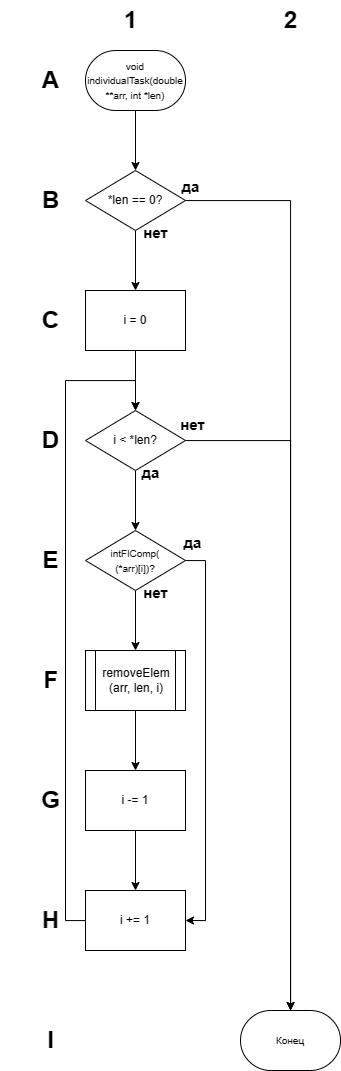 1 2
A
void
individualTask(double
**arr, int *len)
B
*len == 0?
да
нет
C
i = 0
D
i < *len?
нет
да
E
intFlComp(
(*arr)[i])?
да
нет
F
removeElem
(arr, len, i)
G
i -= 1
H
i += 1
I
Конец